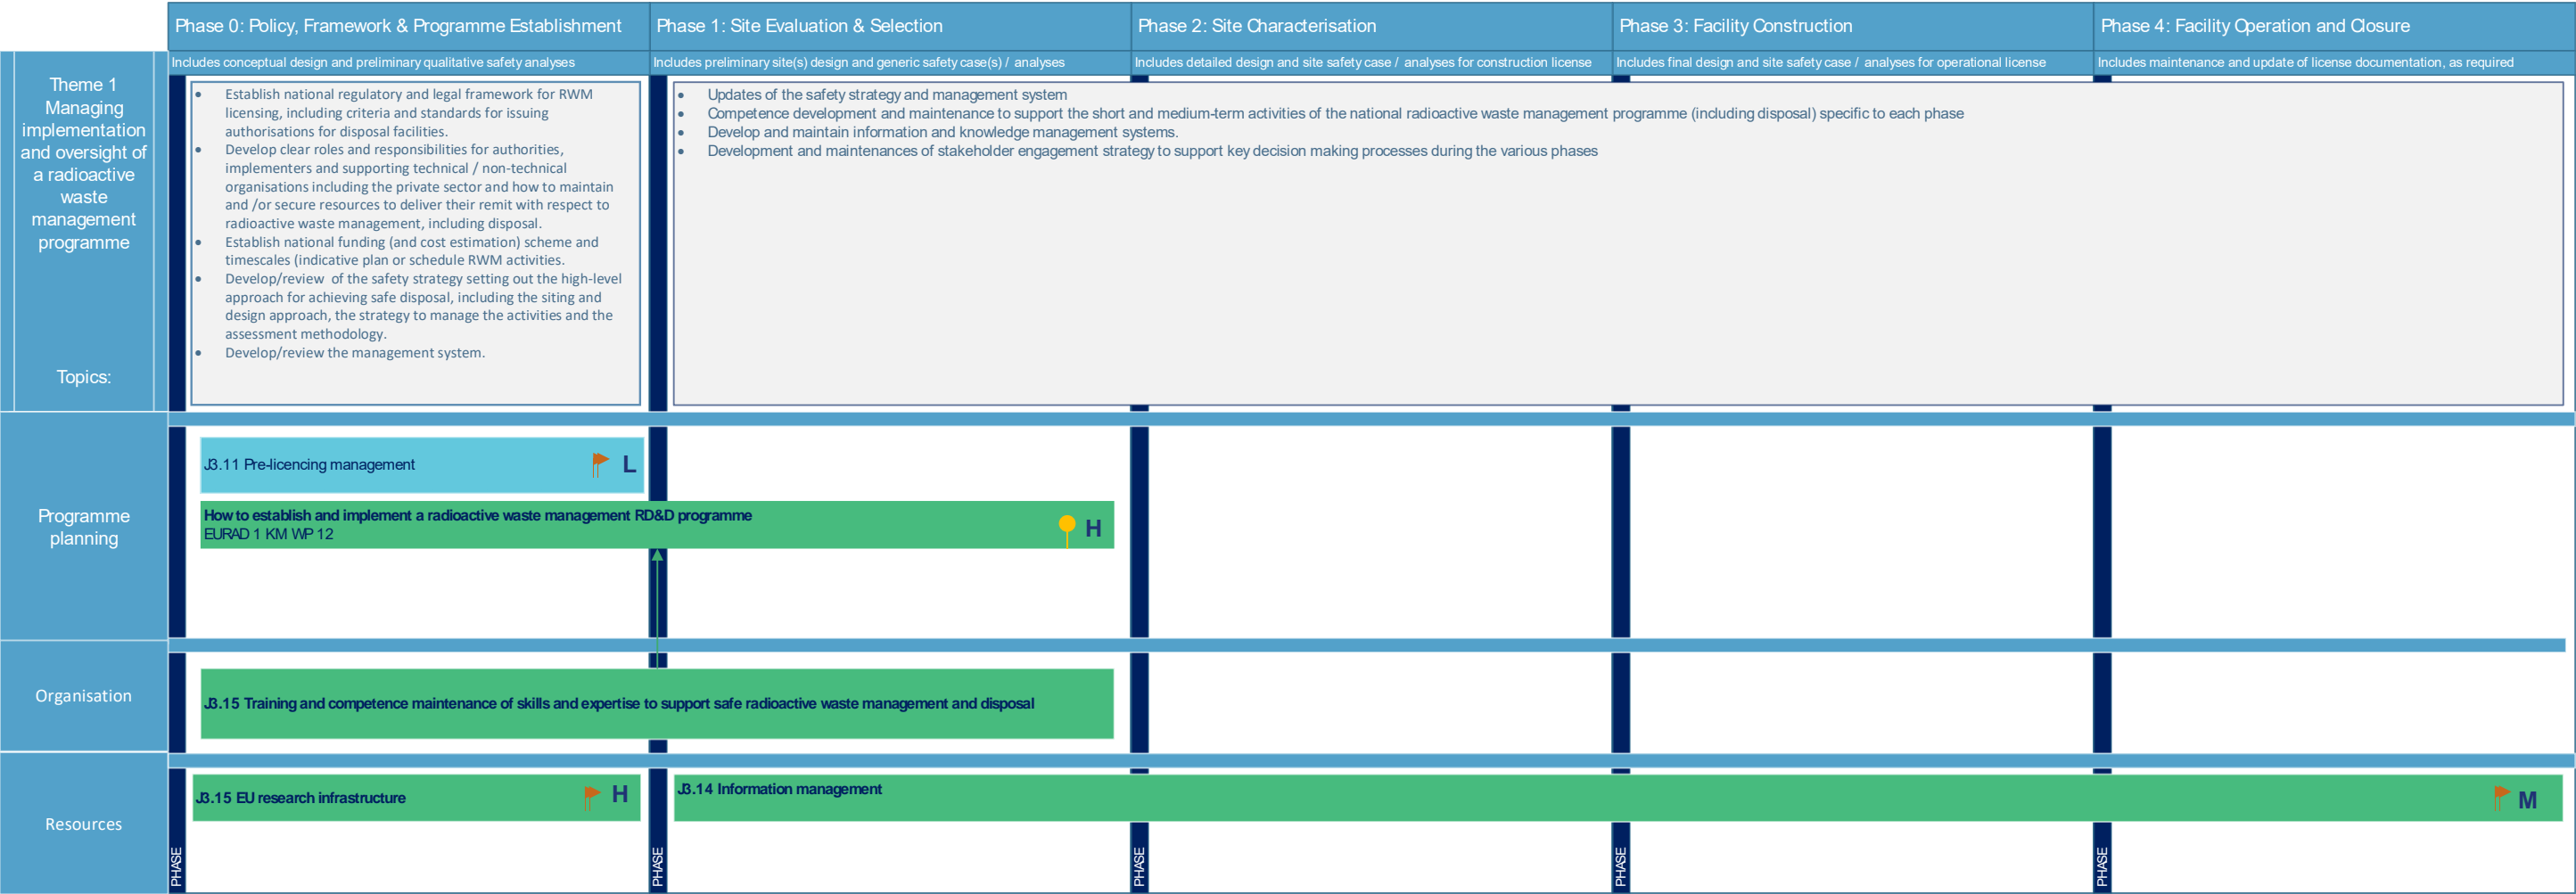 Phase 0: Policy, Framework & Programme Establishment
Phase 1: Site Evaluation & Selection
Phase 2: Site Characterisation
Phase 3: Facility Construction
Phase 4: Facility Operation and Closure
Includes conceptual design and preliminary qualitative safety analyses
Includes preliminary site(s) design and generic safety case(s) / analyses
Includes detailed design and site safety case / analyses for construction license
Includes final design and site safety case / analyses for operational license
Includes maintenance and update of license documentation, as required
Theme 1
Managing
implementation
and oversight of
a radioactive
waste
management
programme
Topics:
• Establish national regulatory and legal framework for RWM
licensing, including criteria and standards for issuing
authorisations for disposal facilities.
• Develop clear roles and responsibilities for authorities,
implementers and supporting technical / non-technical
organisations including the private sector and how to maintain
and /or secure resources to deliver their remit with respect to
radioactive waste management, including disposal.
• Establish national funding (and cost estimation) scheme and
timescales (indicative plan or schedule RWM activities.
• Develop/review of the safety strategy setting out the high-level
approach for achieving safe disposal, including the siting and
design approach, the strategy to manage the activities and the
assessment methodology.
• Develop/review the management system.
• Updates of the safety strategy and management system
• Competence development and maintenance to support the short and medium-term activities of the national radioactive waste management programme (including disposal) specific to each phase
• Develop and maintain information and knowledge management systems.
• Development and maintenances of stakeholder engagement strategy to support key decision making processes during the various phases
Programme
planning
J3.11 Pre-licencing management
L
How to establish and implement a radioactive waste management RD&D programme
EURAD 1 KM WP 12
H
Organisation
J3.15 Training and competence maintenance of skills and expertise to support safe radioactive waste management and disposal
Resources
J3.15 EU research infrastructure
H
J3.14 Information management
M
PHASE
PHASE
PHASE
PHASE
PHASE